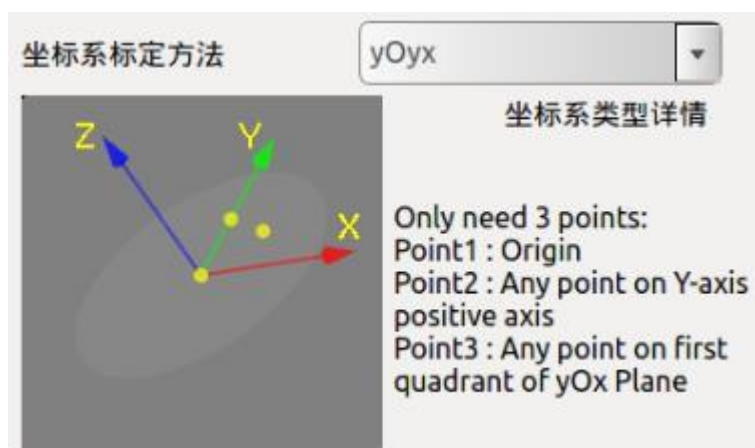 坐标系标定方法
yOyx
坐标系类型详情
Z
Y
X
Only need 3 points:
Point1 : Origin
Point2 : Any point on Y-axis
positive axis
Point3 : Any point on first
quadrant of yOx Plane